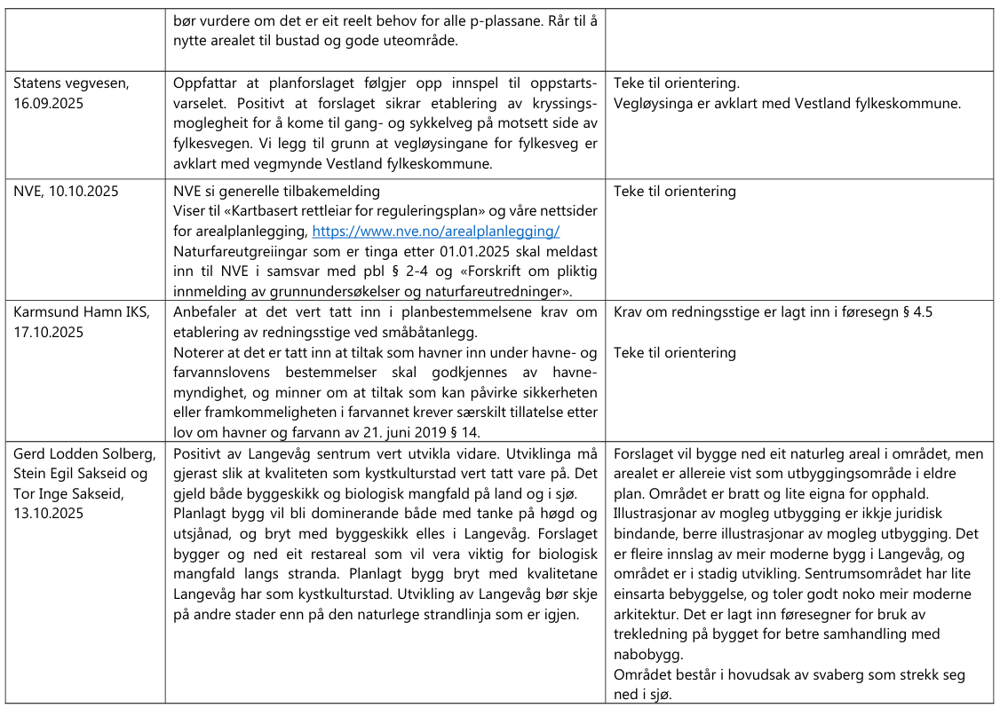 bør vurdere om det er eit reelt behov for alle p-plassane. Rår til å
nytte arealet til bustad og gode uteområde.
Statens vegvesen,
16.09.2025
Oppfattar at planforslaget følgjer opp innspel til oppstarts-
varselet. Positivt at forslaget sikrar etablering av kryssings-
moglegheit for å kome til gang- og sykkelveg på motsett side av
fylkesvegen. Vi legg til grunn at vegløysingane for fylkesveg er
avklart med vegmynde Vestland fylkeskommune.
Teke til orientering.
Vegløysinga er avklart med Vestland fylkeskommune.
NVE, 10.10.2025
NVE si generelle tilbakemelding
Viser til «Kartbasert rettleiar for reguleringsplan» og våre nettsider
for arealplanlegging, https://www.nve.no/arealplanlegging/
Naturfareutgreiingar som er tinga etter 01.01.2025 skal meldast
inn til NVE i samsvar med pbl § 2-4 og «Forskrift om pliktig
innmelding av grunnundersøkelser og naturfareutredninger».
Teke til orientering
Karmsund Hamn IKS,
17.10.2025
Anbefaler at det vert tatt inn i planbestemmelsene krav om
etablering av redningsstige ved småbåtanlegg.
Noterer at det er tatt inn at tiltak som havner inn under havne- og
farvannslovens bestemmelser skal godkjennes av havne-
myndighet, og minner om at tiltak som kan påvirke sikkerheten
eller framkommeligheten i farvannet krever særskilt tillatelse etter
lov om havner og farvann av 21. juni 2019 § 14.
Krav om redningsstige er lagt inn i føresegn § 4.5
Teke til orientering
Gerd Lodden Solberg,
Stein Egil Sakseid og
Tor Inge Sakseid,
13.10.2025
Positivt av Langevåg sentrum vert utvikla vidare. Utviklinga må
gjerast slik at kvaliteten som kystkulturstad vert tatt vare på. Det
gjeld både byggeskikk og biologisk mangfald på land og i sjø.
Planlagt bygg vil bli dominerande både med tanke på høgd og
utsjånad, og bryt med byggeskikk elles i Langevåg. Forslaget
bygger og ned eit restareal som vil vera viktig for biologisk
mangfald langs stranda. Planlagt bygg bryt med kvalitetane
Langevåg har som kystkulturstad. Utvikling av Langevåg bør skje
på andre stader enn på den naturlege strandlinja som er igjen.
Forslaget vil bygge ned eit naturleg areal i området, men
arealet er allereie vist som utbyggingsområde i eldre
plan. Området er bratt og lite eigna for opphald.
Illustrasjonar av mogleg utbygging er ikkje juridisk
bindande, berre illustrasjonar av mogleg utbygging. Det
er fleire innslag av meir moderne bygg i Langevåg, og
området er i stadig utvikling. Sentrumsområdet har lite
einsarta bebyggelse, og toler godt noko meir moderne
arkitektur. Det er lagt inn føresegner for bruk av
trekledning på bygget for betre samhandling med
nabobygg.
Området består i hovudsak av svaberg som strekk seg
ned i sjø.